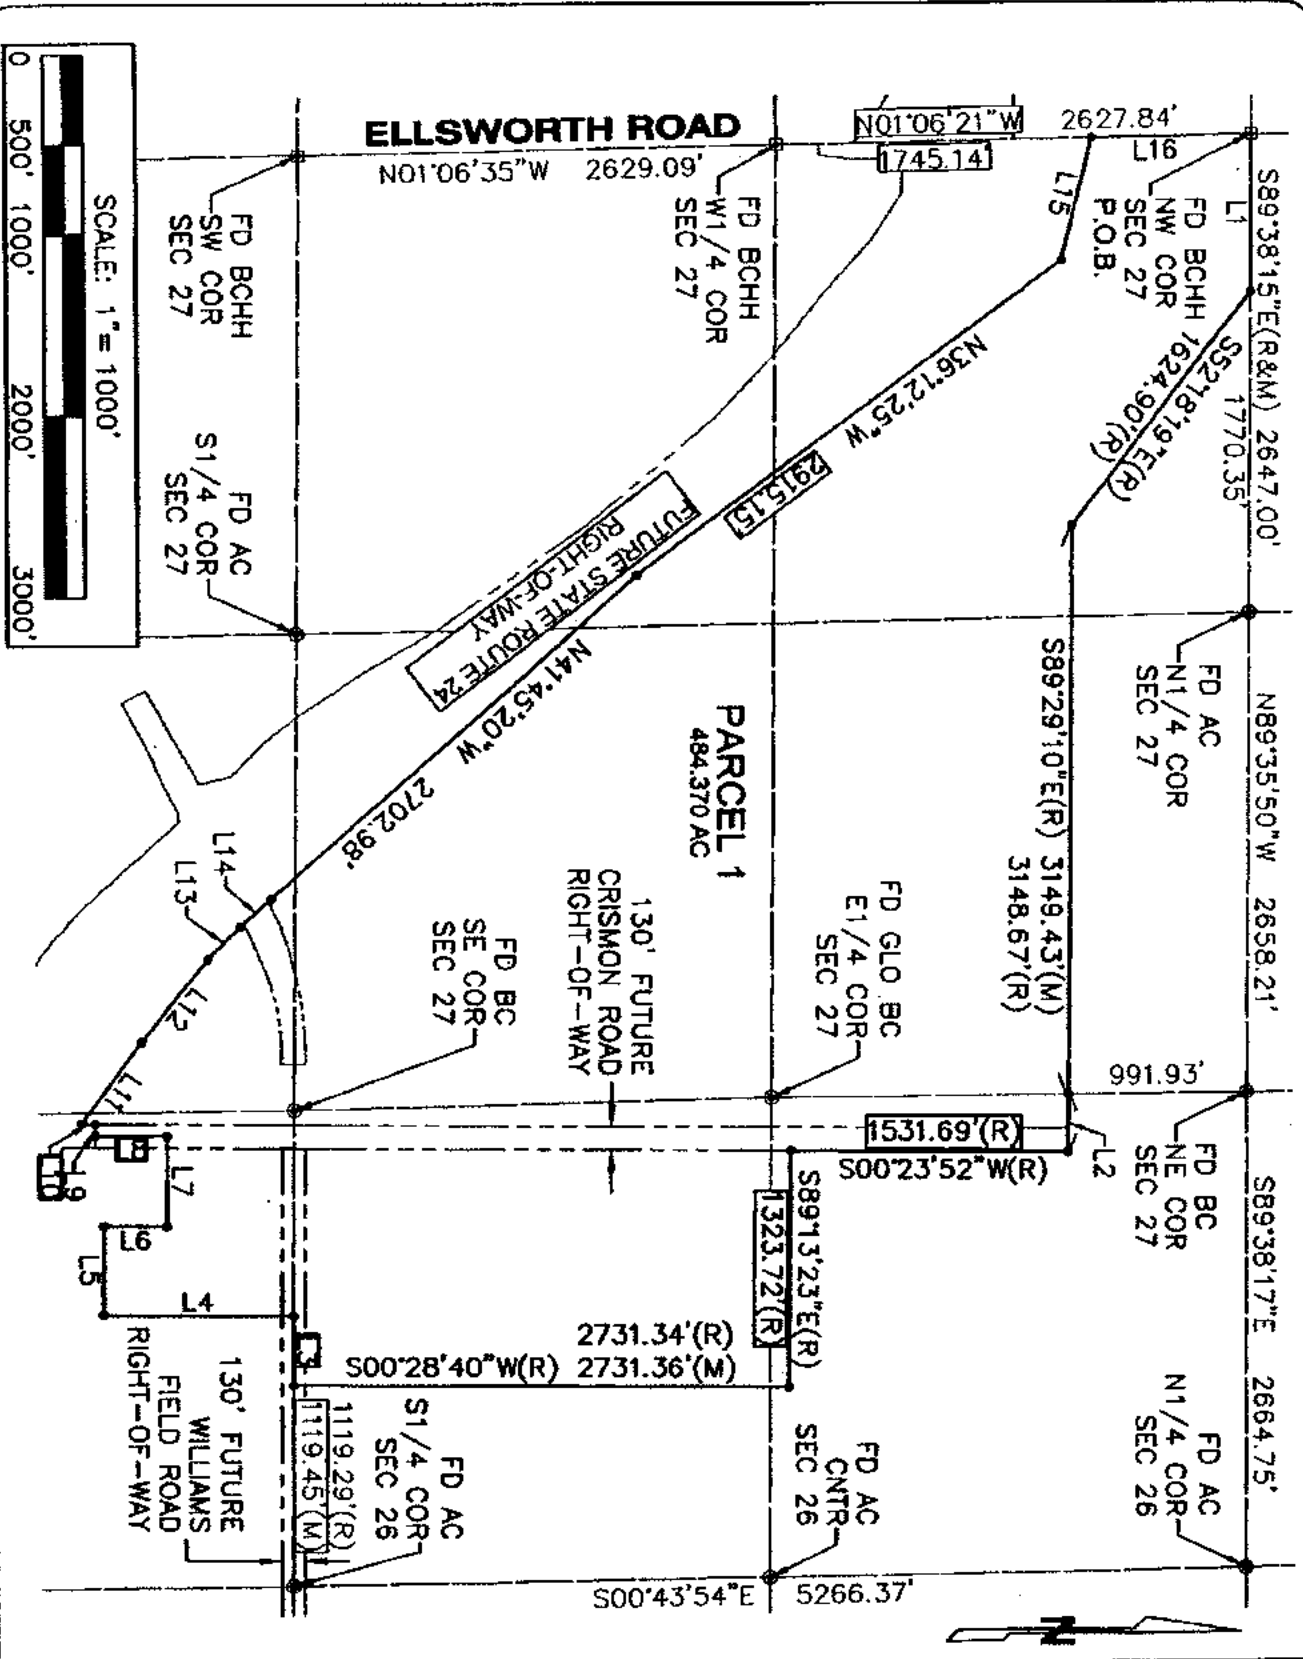 S89°38'15"E(R&M) 2647.00'
L1
1770.35'
N89°35'50"W 2658.21'
S89°38'17"E 2664.75'
2627.84'
L16
N01°06'21"W
1745.14'
ELLSWORTH ROAD
N01°06'35"W 2629.09'
FD BCHH
NW COR
SEC 27
P.O.B.
S52°18'19"E(R)
1624.90'(R)
L15
FD AC
N1/4 COR
SEC 27
FD BC
NE COR
SEC 27
FD AC
N1/4 COR
SEC 26
991.93'
L2
S89°29'10"E(R) 3149.43'(M)
3148.67'(R)
1531.69'(R)
S00°23'52"W(R)
N36°12'25"W
2915.15'
FD BCHH
W1/4 COR
SEC 27
FD GLO BC
E1/4 COR
SEC 27
S89°13'23"E(R)
1323.72'(R)
FD AC
CNTR
SEC 26
S00°43'54"E 5266.37'
PARCEL 1
484.370 AC
FUTURE STATE ROUTE 24
RIGHT-OF-WAY
N41°45'20"W 2702.98'
130' FUTURE
CRISMON ROAD
RIGHT-OF-WAY
2731.34'(R)
S00°28'40"W(R) 2731.36'(M)
FD BCHH
SW COR
SEC 27
FD AC
S1/4 COR
SEC 27
FD BC
SE COR
SEC 27
FD AC
S1/4 COR
SEC 26
1119.29'(R)
1119.45'(M)
L14
L13
L12
L11
L10
L9
L8
L7
L6
L5
L4
L3
130' FUTURE
WILLIAMS
FIELD ROAD
RIGHT-OF-WAY
SCALE: 1"= 1000'
0 500' 1000' 2000' 3000'
N